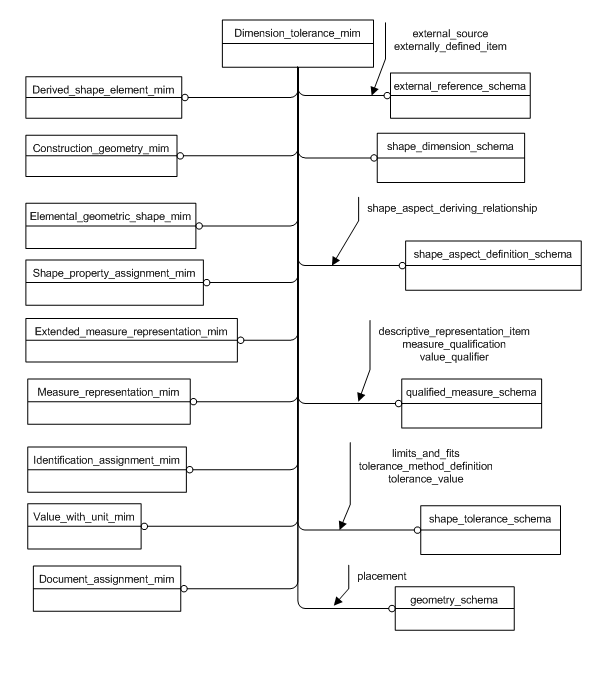 Dimension_tolerance_mim
external_source
externally_defined_item
Derived_shape_element_mim
external_reference_schema
Construction_geometry_mim
shape_dimension_schema
Elemental_geometric_shape_mim
shape_aspect_deriving_relationship
Shape_property_assignment_mim
shape_aspect_definition_schema
Extended_measure_representation_mim
descriptive_representation_item
measure_qualification
value_qualifier
Measure_representation_mim
qualified_measure_schema
Identification_assignment_mim
limits_and_fits
tolerance_method_definition
tolerance_value
Value_with_unit_mim
shape_tolerance_schema
Document_assignment_mim
placement
geometry_schema